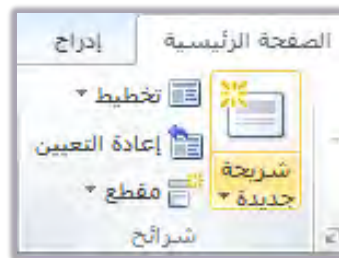 الصفحة الرئيسية
إدراج
شريحة
جديدة
تخطيط
إعادة التعيين
مقطع
شرائح